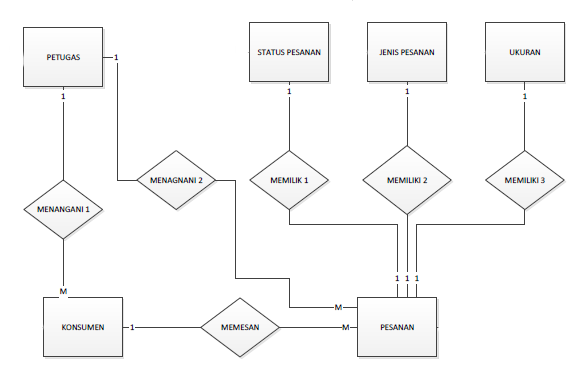 PETUGAS
1
STATUS PESANAN
JENIS PESANAN
UKURAN
1
1
1
1
MENANGANI 1
MENAGNANI 2
MEMILIK 1
MEMILIKI 2
MEMILIKI 3
1 1 1
M
M
KONSUMEN
1
MEMESAN
M
PESANAN